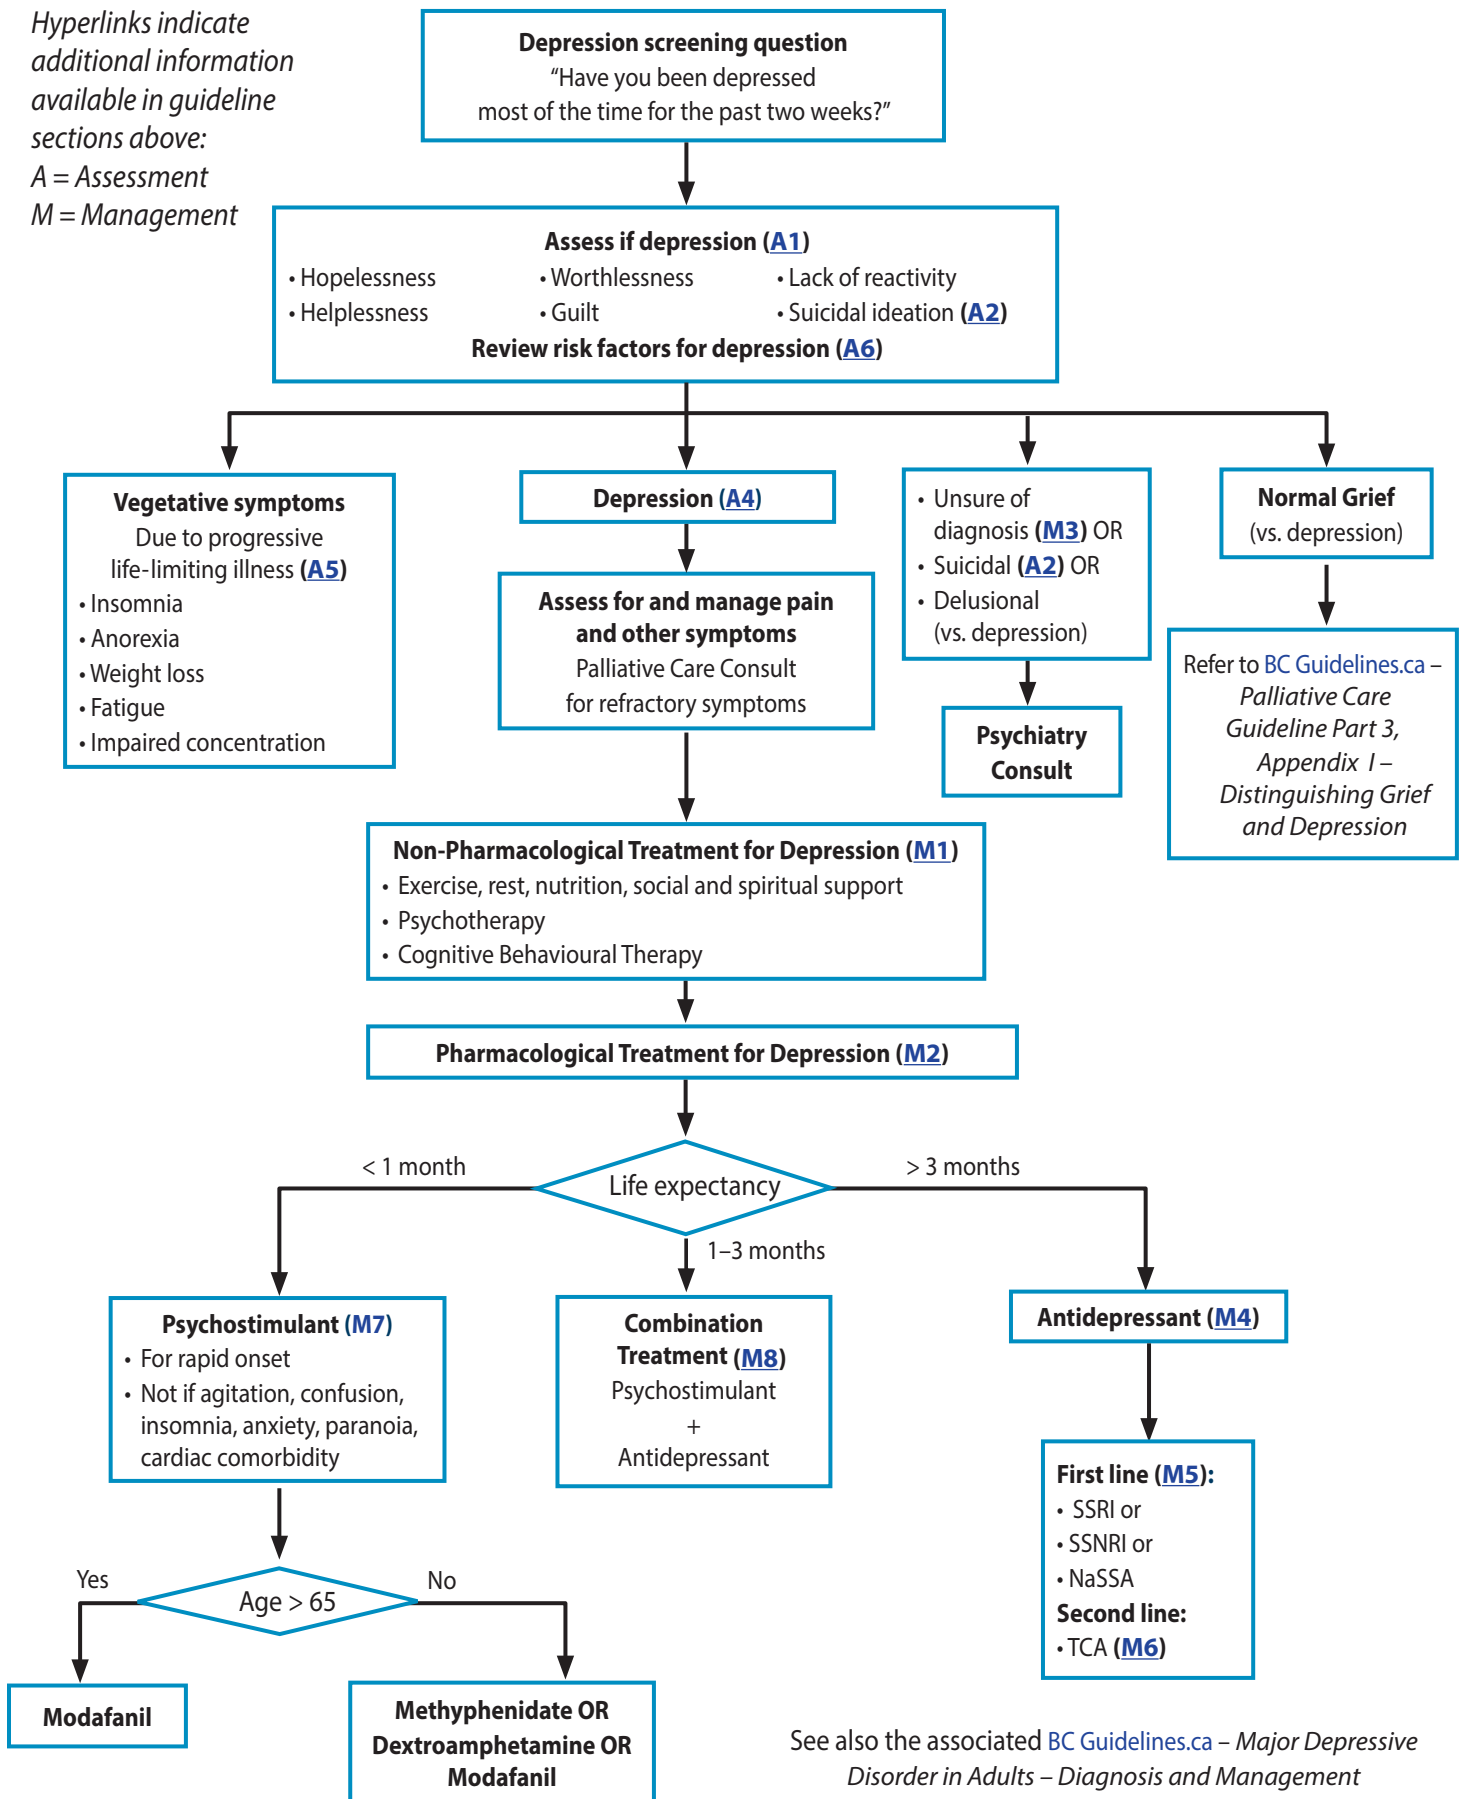 Hyperlinks indicate
additional information
available in guideline
sections above:
A = Assessment
M = Management
Depression screening question
“Have you been depressed
most of the time for the past two weeks?”
Assess if depression (A1)
• Hopelessness • Worthlessness • Lack of reactivity
• Helplessness • Guilt • Suicidal ideation (A2)
Review risk factors for depression (A6)
Vegetative symptoms
Due to progressive
life-limiting illness (A5)
• Insomnia
• Anorexia
• Weight loss
• Fatigue
• Impaired concentration
Depression (A4)
Assess for and manage pain
and other symptoms
Palliative Care Consult
for refractory symptoms
• Unsure of
diagnosis (M3) OR
• Suicidal (A2) OR
• Delusional
(vs. depression)
Psychiatry
Consult
Normal Grief
(vs. depression)
Refer to BC Guidelines.ca –
Palliative Care
Guideline Part 3,
Appendix I –
Distinguishing Grief
and Depression
Non-Pharmacological Treatment for Depression (M1)
• Exercise, rest, nutrition, social and spiritual support
• Psychotherapy
• Cognitive Behavioural Therapy
Pharmacological Treatment for Depression (M2)
Life expectancy
< 1 month
1–3 months
> 3 months
Psychostimulant (M7)
• For rapid onset
• Not if agitation, confusion,
insomnia, anxiety, paranoia,
cardiac comorbidity
Combination
Treatment (M8)
Psychostimulant
+
Antidepressant
Antidepressant (M4)
First line (M5):
• SSRI or
• SSNRI or
• NaSSA
Second line:
• TCA (M6)
Age > 65
Yes
No
Modafanil
Methyphenidate OR
Dextroamphetamine OR
Modafanil
See also the associated BC Guidelines.ca – Major Depressive
Disorder in Adults – Diagnosis and Management